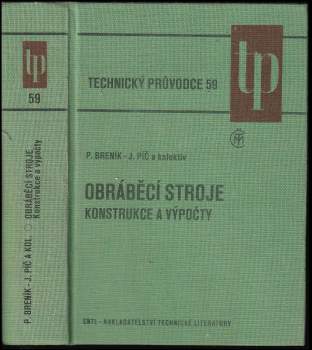 tp
59
P. BRENÍK - J. PÍČ A KOL. OBRÁBĚCÍ STROJE
Konstrukce a výpočty
TECHNICKÝ PRŮVODCE 59
tp
P. BRENÍK - J. PÍČ a kolektiv
OBRÁBĚCÍ STROJE
KONSTRUKCE A VÝPOČTY
SNTL - NAKLADATELSTVÍ TECHNICKÉ LITERATURY